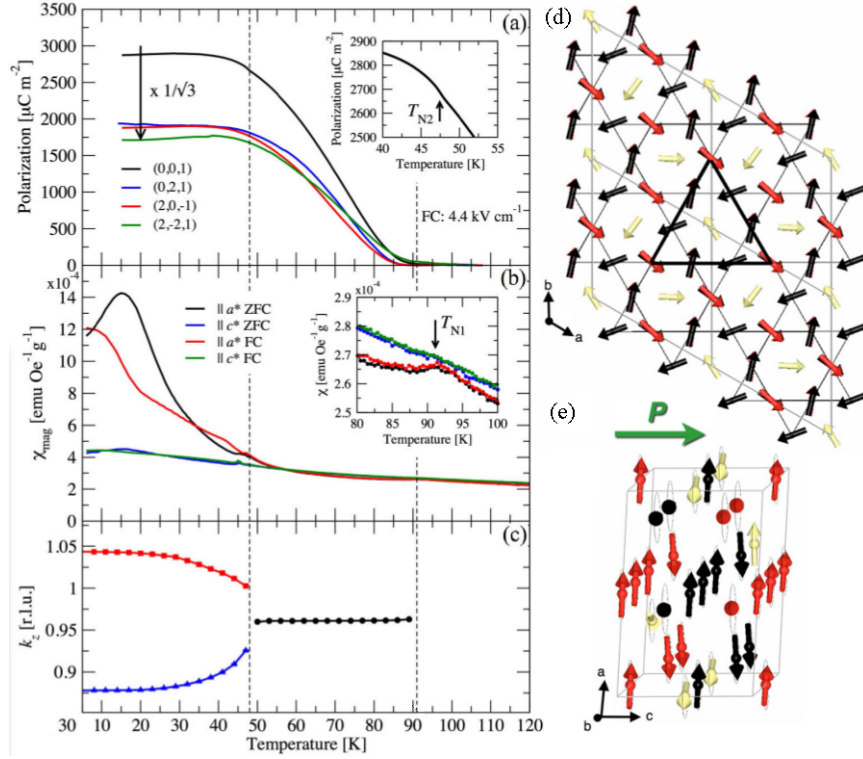 (a)
Polarization [μC m⁻²]
3500
3000
2500
2000
1500
1000
500
0
x 1/√3
(0,0,1)
(0,2,1)
(2,0,-1)
(2,-2,1)
FC: 4.4 kV cm⁻¹
Polarization [μC m⁻²]
2900
2800
2700
2600
2500
T_N2
40 45 50 55
Temperature [K]
(b)
x10⁻⁴
χ_mag [emu Oe⁻¹g⁻¹]
14
12
10
8
6
4
2
0
|| a* ZFC
|| c* ZFC
|| a* FC
|| c* FC
x10⁻⁴
χ [emu Oe⁻¹g⁻¹]
2.9
2.8
2.7
2.6
2.5
T_N1
80 85 90 95 100
Temperature [K]
(c)
k_z [r.l.u.]
1.05
1
0.95
0.9
5 10 20 30 40 50 60 70 80 90 100 110 120
Temperature [K]
(d)
b
a
(e)
P
a
b
c